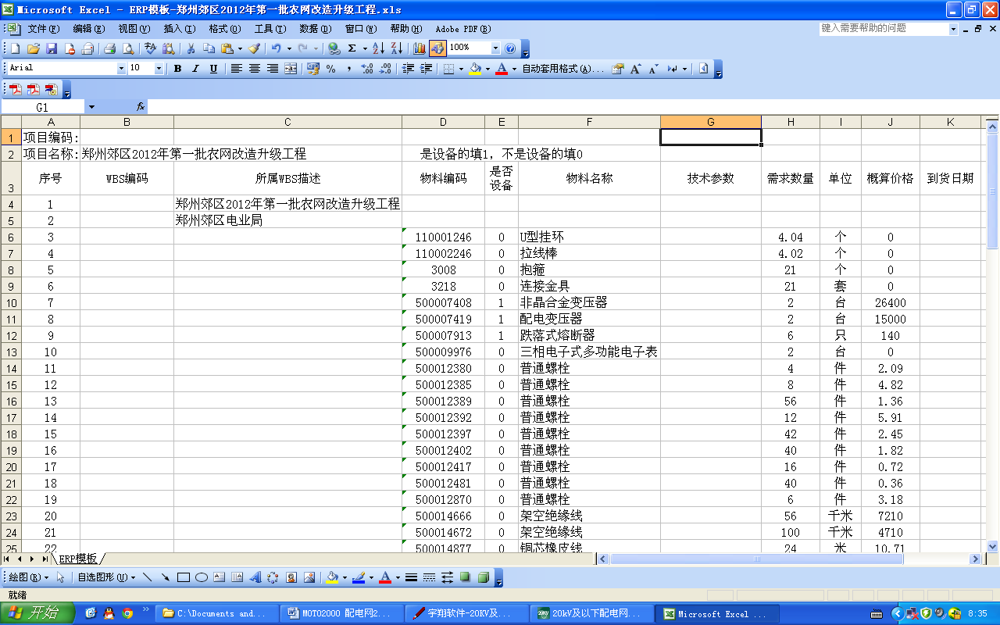 Microsoft Excel - ERP模板-郑州郊区2012年第一批农网改造升级工程.xls
文件(F) 编辑(E) 视图(V) 插入(I) 格式(O) 工具(T) 数据(D) 窗口(W) 帮助(H) Adobe PDF(B) 键入需要帮助的问题
100%
Arial 10 B I U 自动套用格式(A)...
G1 fx
A B C D E F G H I J K
1 项目编码:
2 项目名称: 郑州郊区2012年第一批农网改造升级工程 是设备的填1, 不是设备的填0
3 序号 WBS编码 所属WBS描述 物料编码 是否设备 物料名称 技术参数 需求数量 单位 概算价格 到货日期
4 1 郑州郊区2012年第一批农网改造升级工程
5 2 郑州郊区电业局
6 3 110001246 0 U型挂环 4.04 个 0
7 4 110002246 0 拉线棒 4.02 个 0
8 5 3008 0 抱箍 21 个 0
9 6 3218 0 连接金具 21 套 0
10 7 500007408 1 非晶合金变压器 2 台 26400
11 8 500007419 1 配电变压器 2 台 15000
12 9 500007913 1 跌落式熔断器 6 只 140
13 10 500009976 0 三相电子式多功能电子表 2 台 0
14 11 500012380 0 普通螺栓 4 件 2.09
15 12 500012385 0 普通螺栓 8 件 4.82
16 13 500012389 0 普通螺栓 56 件 1.36
17 14 500012392 0 普通螺栓 12 件 5.91
18 15 500012397 0 普通螺栓 42 件 2.45
19 16 500012402 0 普通螺栓 40 件 1.82
20 17 500012417 0 普通螺栓 16 件 0.72
21 18 500012481 0 普通螺栓 40 件 0.36
22 19 500012870 0 普通螺栓 6 件 3.18
23 20 500014666 0 架空绝缘线 56 千米 7210
24 21 500014672 0 架空绝缘线 100 千米 4710
25 22 500014877 0 铜芯橡皮线 24 米 10.71
ERP模板
绘图(R) 自选图形(U)
就绪
开始 C:\Documents and... MOTO2000 配电网2... 宇翔软件-20KV及... 20kV及以下配电网... Microsoft Excel ... 8:35